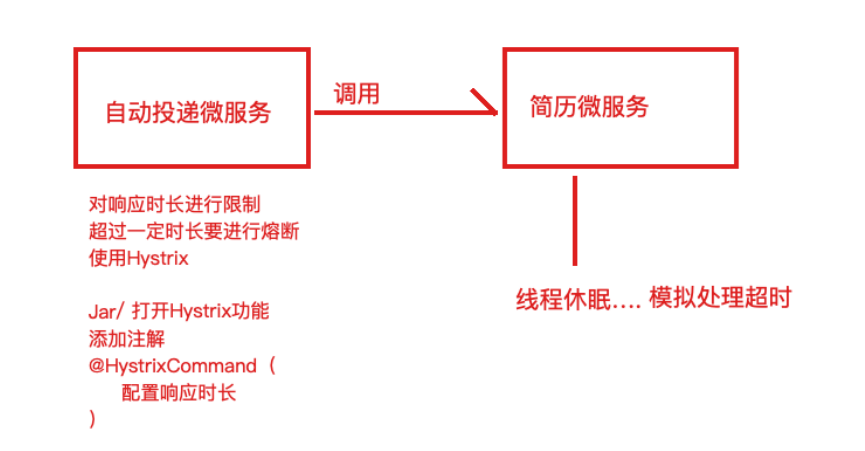 自动投递微服务
调用
简历微服务
对响应时长进行限制
超过一定时长要进行熔断
使用Hystrix
Jar/ 打开Hystrix功能
添加注解
@HystrixCommand（
配置响应时长
）
线程休眠…. 模拟处理超时